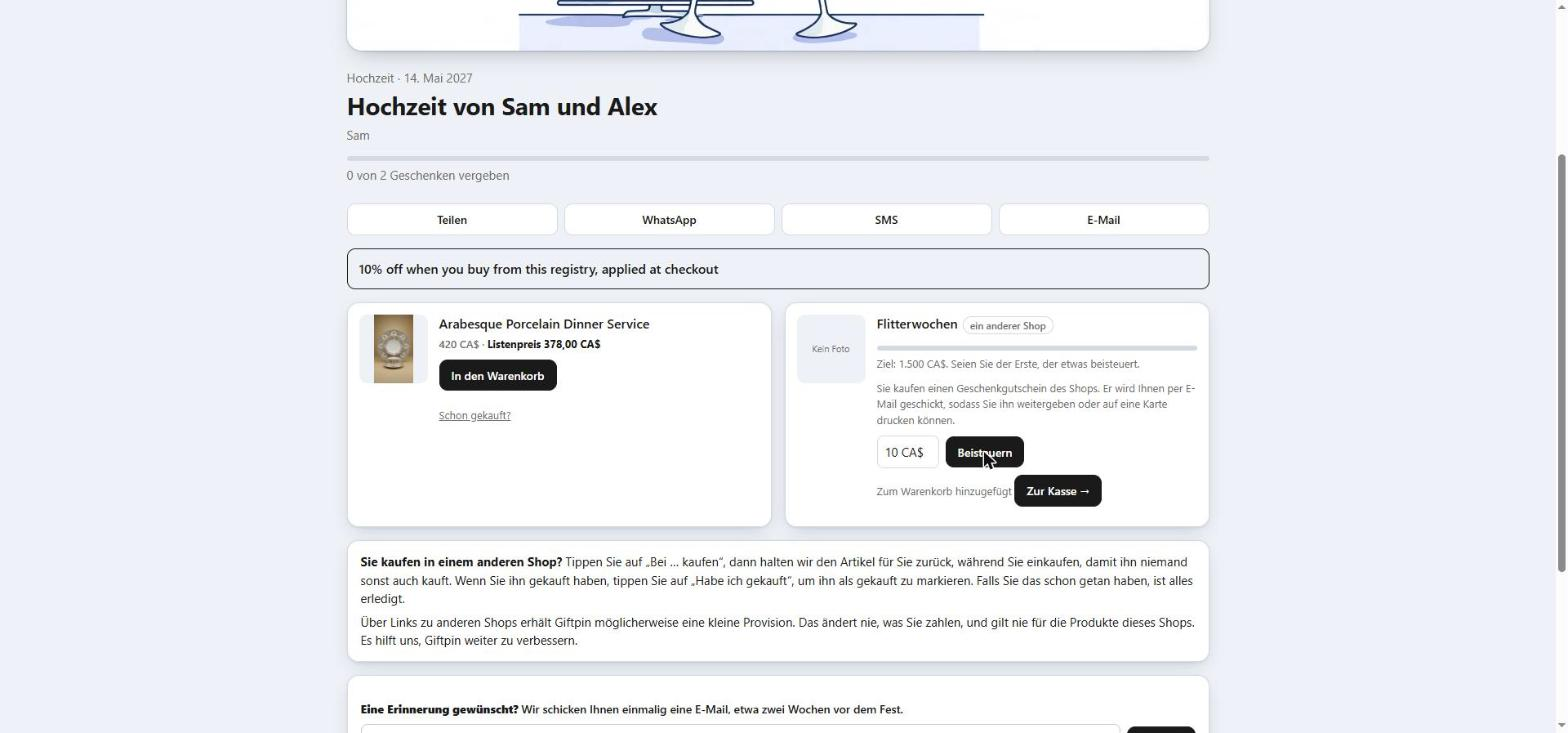 Hochzeit · 14. Mai 2027
Hochzeit von Sam und Alex
Sam
0 von 2 Geschenken vergeben
Teilen
WhatsApp
SMS
E-Mail
10% off when you buy from this registry, applied at checkout
Arabesque Porcelain Dinner Service
420 CA$ · Listenpreis 378,00 CA$
In den Warenkorb
Schon gekauft?
Kein Foto
Flitterwochen ein anderer Shop
Ziel: 1.500 CA$. Seien Sie der Erste, der etwas beisteuert.
Sie kaufen einen Geschenkgutschein des Shops. Er wird Ihnen per E-
Mail geschickt, sodass Sie ihn weitergeben oder auf eine Karte
drucken können.
10 CA$ Beisteuern
Zum Warenkorb hinzugefügt Zur Kasse →
Sie kaufen in einem anderen Shop? Tippen Sie auf „Bei ... kaufen“, dann halten wir den Artikel für Sie zurück, während Sie einkaufen, damit ihn niemand
sonst auch kauft. Wenn Sie ihn gekauft haben, tippen Sie auf „Habe ich gekauft“, um ihn als gekauft zu markieren. Falls Sie das schon getan haben, ist alles
erledigt.
Über Links zu anderen Shops erhält Giftpin möglicherweise eine kleine Provision. Das ändert nie, was Sie zahlen, und gilt nie für die Produkte dieses Shops.
Es hilft uns, Giftpin weiter zu verbessern.
Eine Erinnerung gewünscht? Wir schicken Ihnen einmalig eine E-Mail, etwa zwei Wochen vor dem Fest.